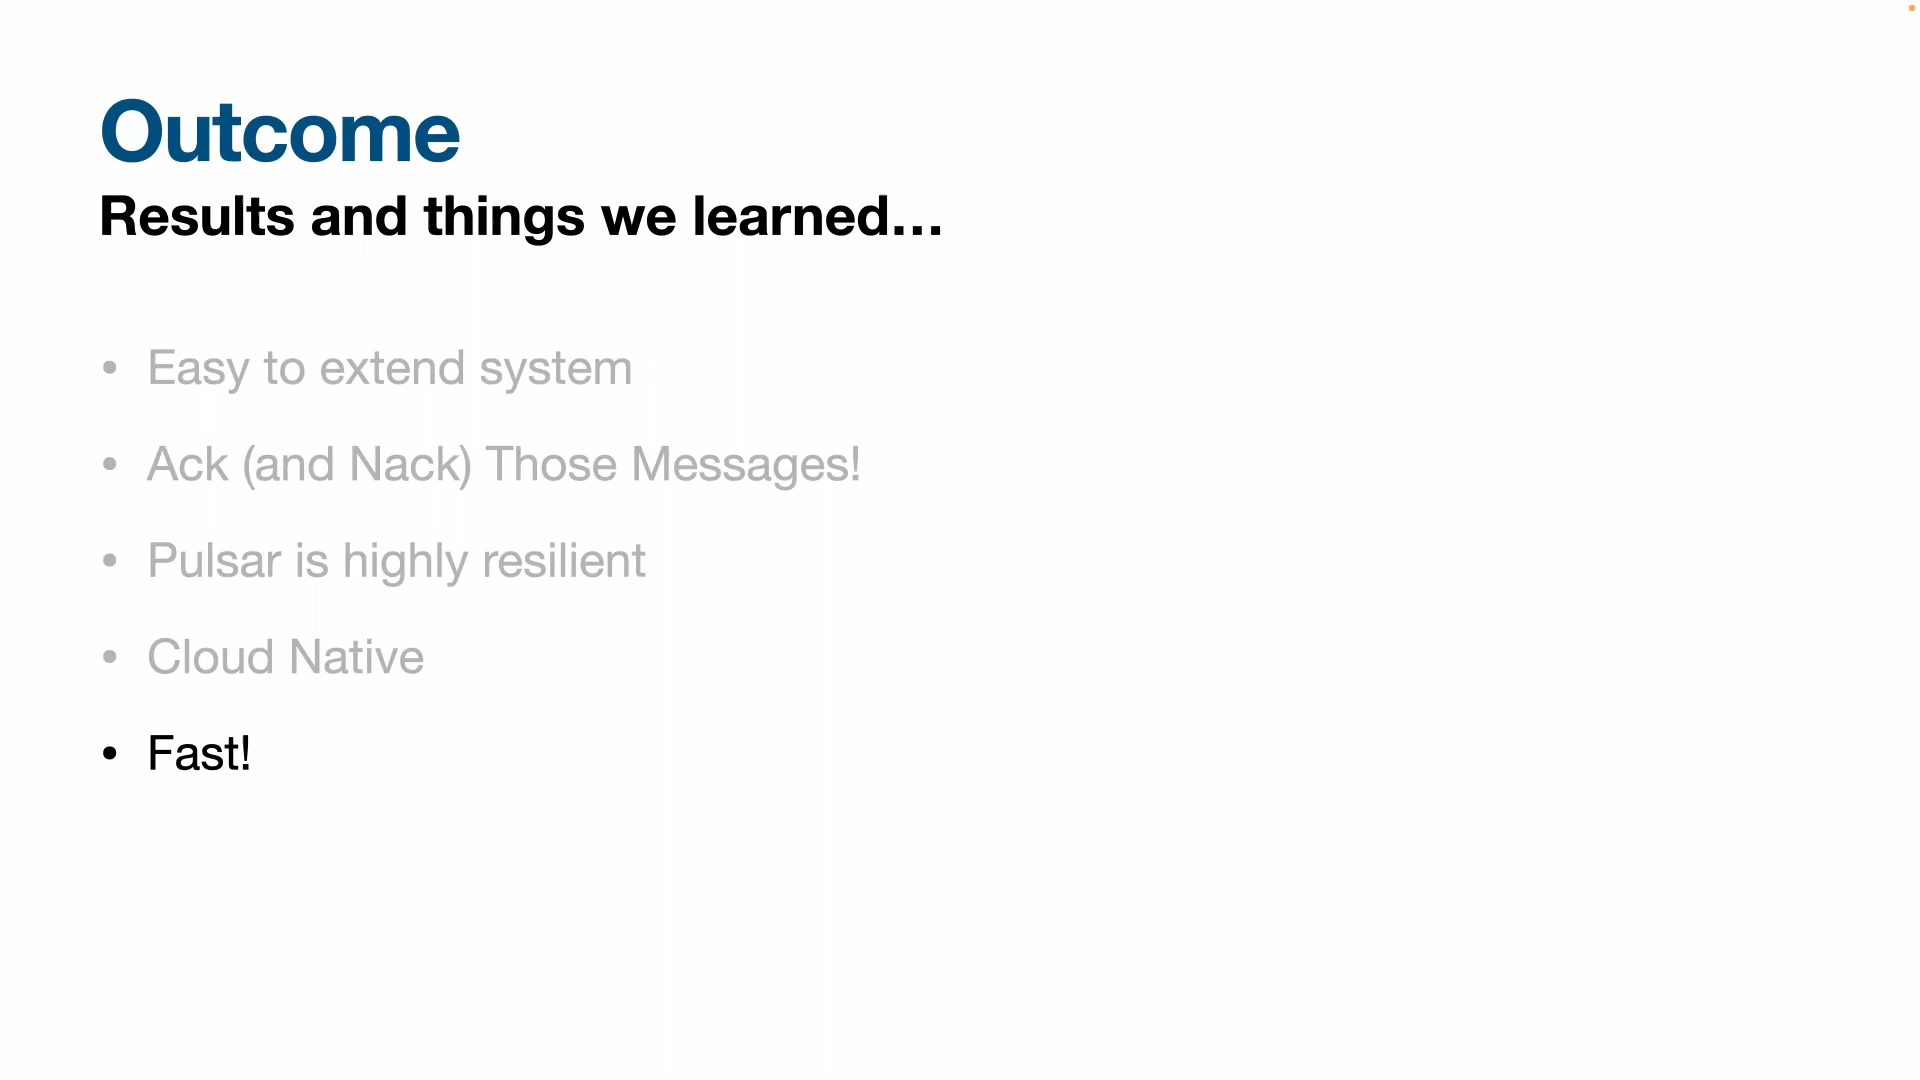 Outcome
Results and things we learned…
• Easy to extend system
• Ack (and Nack) Those Messages!
• Pulsar is highly resilient
• Cloud Native
• Fast!